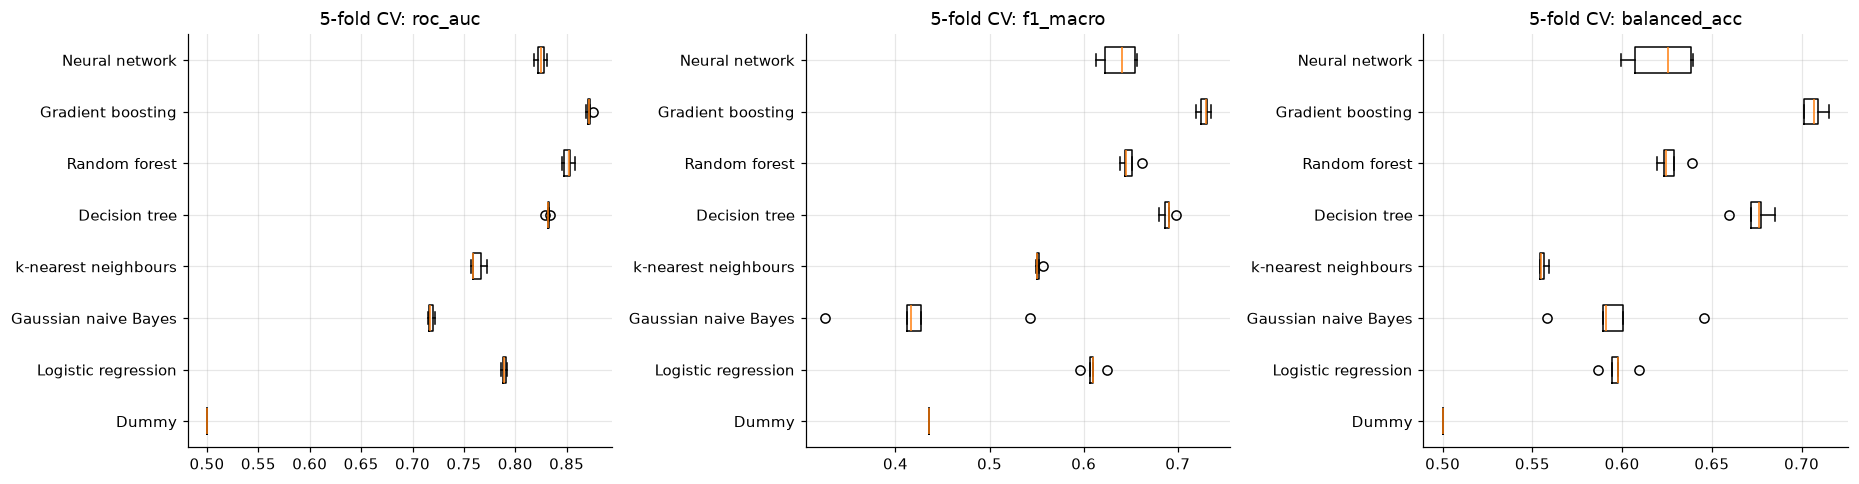 5-fold CV: roc_auc
Neural network
Gradient boosting
Random forest
Decision tree
k-nearest neighbours
Gaussian naive Bayes
Logistic regression
Dummy
0.50 0.55 0.60 0.65 0.70 0.75 0.80 0.85
5-fold CV: f1_macro
Neural network
Gradient boosting
Random forest
Decision tree
k-nearest neighbours
Gaussian naive Bayes
Logistic regression
Dummy
0.4 0.5 0.6 0.7
5-fold CV: balanced_acc
Neural network
Gradient boosting
Random forest
Decision tree
k-nearest neighbours
Gaussian naive Bayes
Logistic regression
Dummy
0.50 0.55 0.60 0.65 0.70